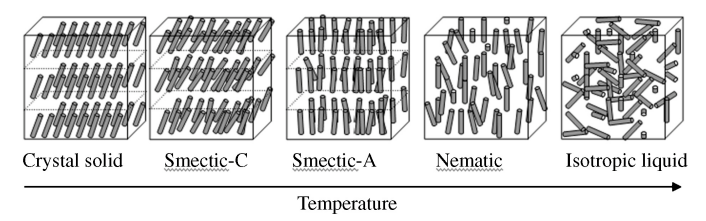 Crystal solid Smectic-C Smectic-A Nematic Isotropic liquid
Temperature